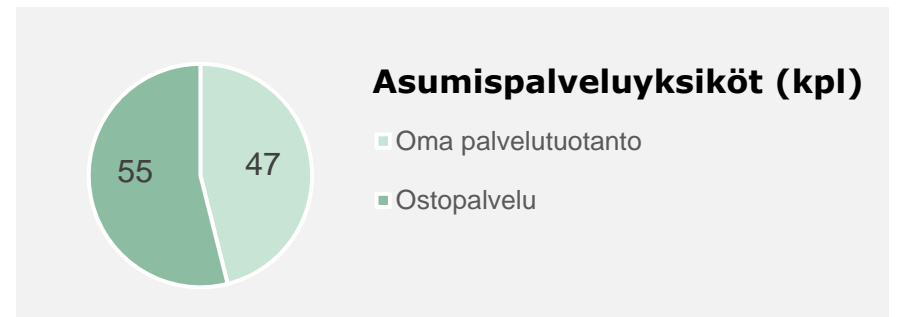 Asumispalveluyksiköt (kpl)
Oma palvelutuotanto
Ostopalvelu
55
47